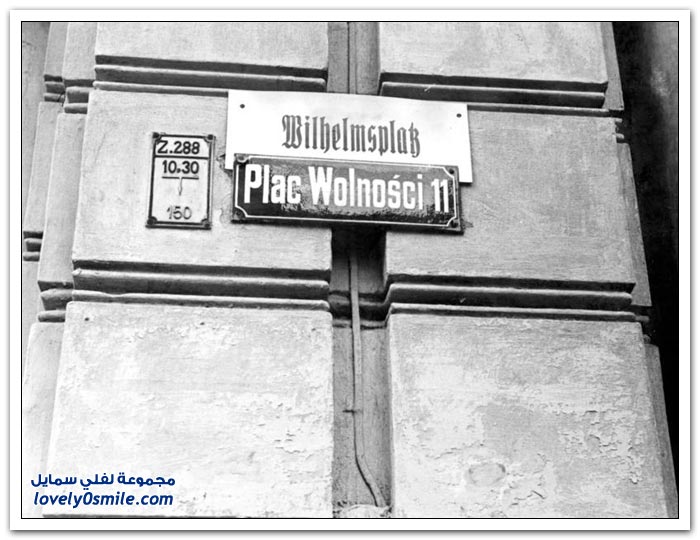 Wilhelmsplatz
Plac Wolności 11
Z.288
10.30
150
مجموعة لفلي سمايل
lovely0smile.com